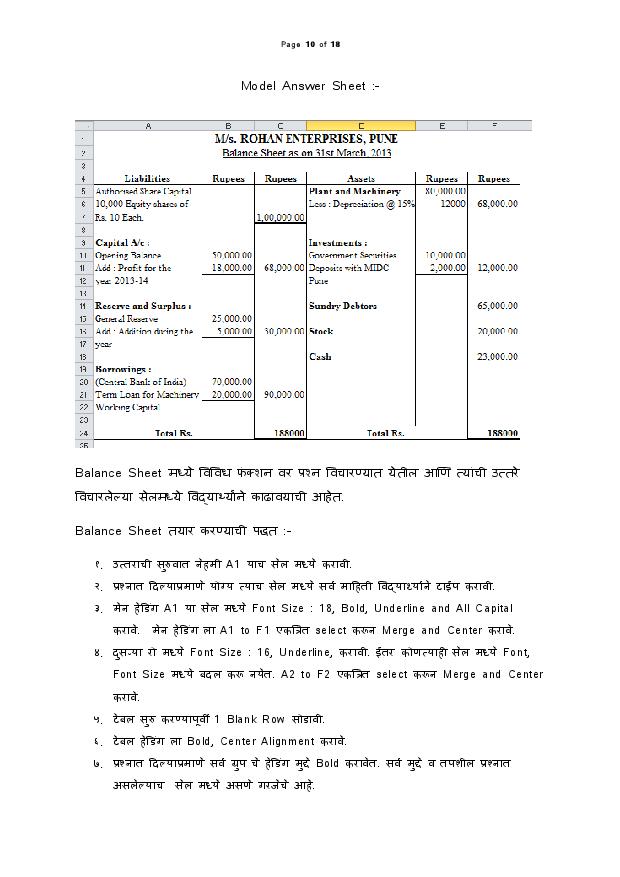 Page 10 of 18
Model Answer Sheet :-
A B C D E F
1 M/s. ROHAN ENTERPRISES, PUNE
2 Balance Sheet as on 31st March, 2013
3
4 Liabilities Rupees Rupees Assets Rupees Rupees
5 Authorised Share Capital Plant and Machinery 80,000.00
6 10,000 Equity shares of Less : Depreciation @ 15% 12000 68,000.00
7 Rs. 10 Each. 1,00,000.00
8
9 Capital A/c : Investments :
10 Opening Balance 50,000.00 Government Securities 10,000.00
11 Add : Profit for the 18,000.00 68,000.00 Deposits with MIDC 2,000.00 12,000.00
12 year 2013-14 Pune
13
14 Reserve and Surplus : Sundry Debtors 65,000.00
15 General Reserve 25,000.00
16 Add : Addition during the 5,000.00 30,000.00 Stock 20,000.00
17 year
18 Cash 23,000.00
19 Borrowings :
20 (Central Bank of India) 70,000.00
21 Term Loan for Machinery 20,000.00 90,000.00
22 Working Capital
23
24 Total Rs. 188000 Total Rs. 188000
25
Balance Sheet मध्ये विविध फंक्शन वर प्रश्न विचारण्यात येतील आणि त्यांची उत्तरे
विचारलेल्या सेलमध्ये विद्यार्थ्यांने काढावयाची आहेत.
Balance Sheet तयार करण्याची पद्धत :-
१. उत्तराची सुरुवात नेहमी A1 याच सेल मध्ये करावी.
२. प्रश्नात दिल्याप्रमाणे योग्य त्याच सेल मध्ये सर्व माहिती विद्यार्थ्याने टाईप करावी.
३. मेन हेडिंग A1 या सेल मध्ये Font Size : 18, Bold, Underline and All Capital
करावे. मेन हेडिंग ला A1 to F1 एकत्रित select करून Merge and Center करावे.
४. दुसऱ्या रो मध्ये Font Size : 16, Underline, करावी. ईतर कोणत्याही सेल मध्ये Font,
Font Size मध्ये बदल करू नयेत. A2 to F2 एकत्रित select करून Merge and Center
करावे.
५. टेबल सुरु करण्यापूर्वी 1 Blank Row सोडावी.
६. टेबल हेडिंग ला Bold, Center Alignment करावे.
७. प्रश्नात दिल्याप्रमाणे सर्व ग्रुप चे हेडिंग मुद्दे Bold करावेत. सर्व मुद्दे व तपशील प्रश्नात
असलेल्याच सेल मध्ये असणे गरजेचे आहे.